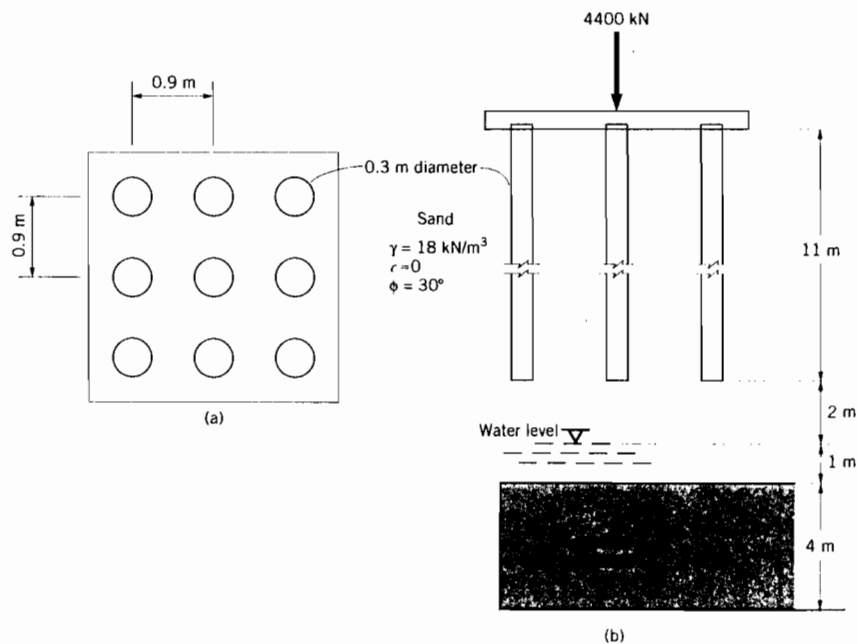 4400 kN
0.9 m
0.3 m diameter
0.9 m
Sand
γ = 18 kN/m³
c = 0
ϕ = 30°
11 m
2 m
Water level
1 m
4 m
(a)
(b)